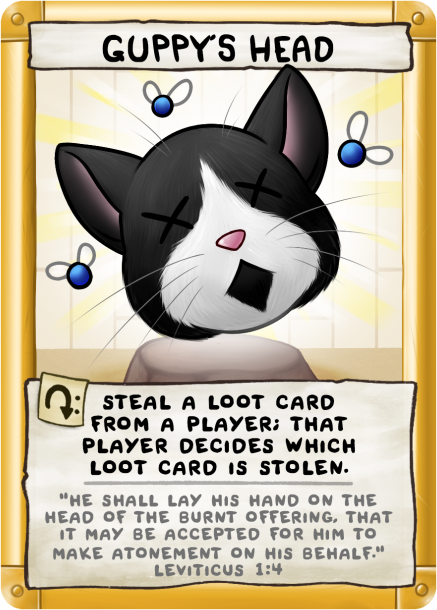 GUPPY'S HEAD
STEAL A LOOT CARD
FROM A PLAYER; THAT
PLAYER DECIDES WHICH
LOOT CARD IS STOLEN.
"HE SHALL LAY HIS HAND ON THE
HEAD OF THE BURNT OFFERING, THAT
IT MAY BE ACCEPTED FOR HIM TO
MAKE ATONEMENT ON HIS BEHALF."
LEVITICUS 1:4